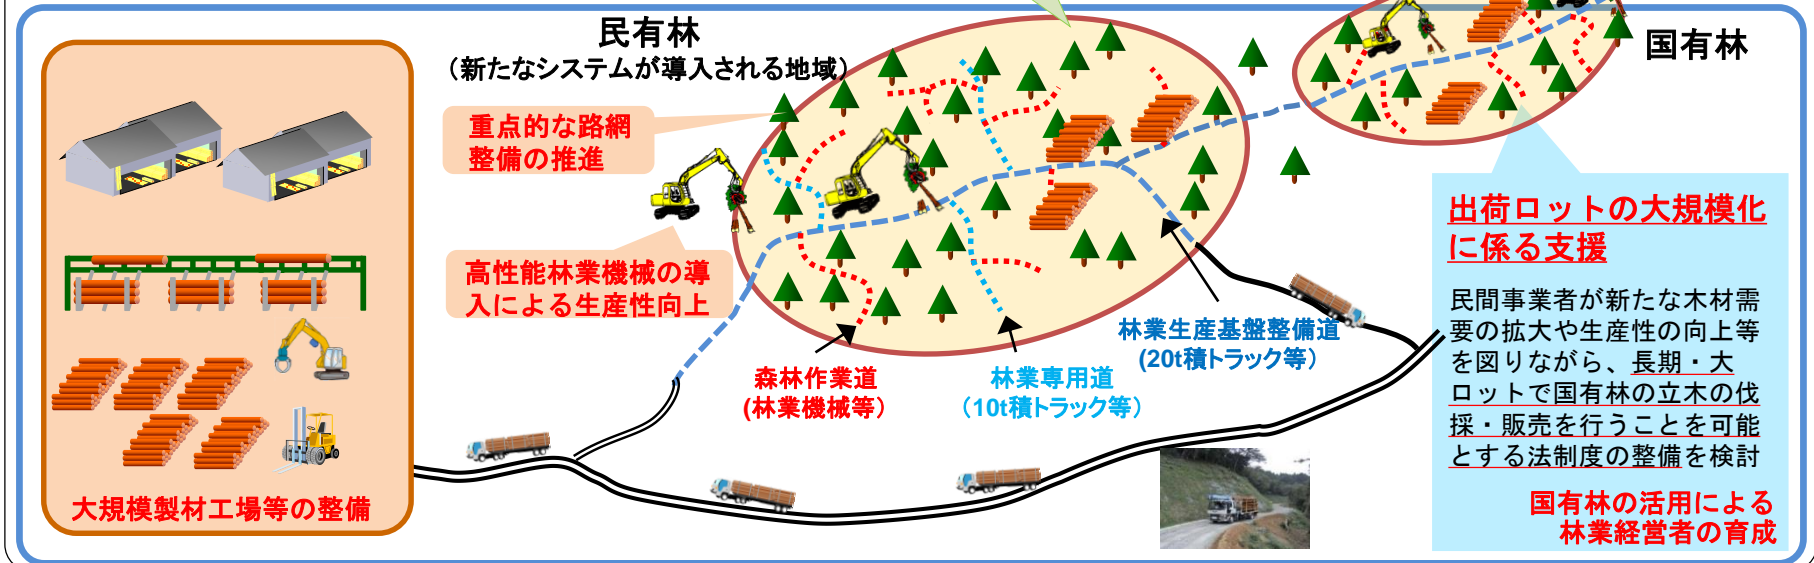 民有林
（新たなシステムが導入される地域）
国有林
重点的な路網
整備の推進
高性能林業機械の導
入による生産性向上
森林作業道
(林業機械等）
林業専用道
（10t積トラック等）
林業生産基盤整備道
(20t積トラック等）
大規模製材工場等の整備
出荷ロットの大規模化
に係る支援
民間事業者が新たな木材需
要の拡大や生産性の向上等
を図りながら、長期・大
ロットで国有林の立木の伐
採・販売を行うことを可能
とする法制度の整備を検討
国有林の活用による
林業経営者の育成